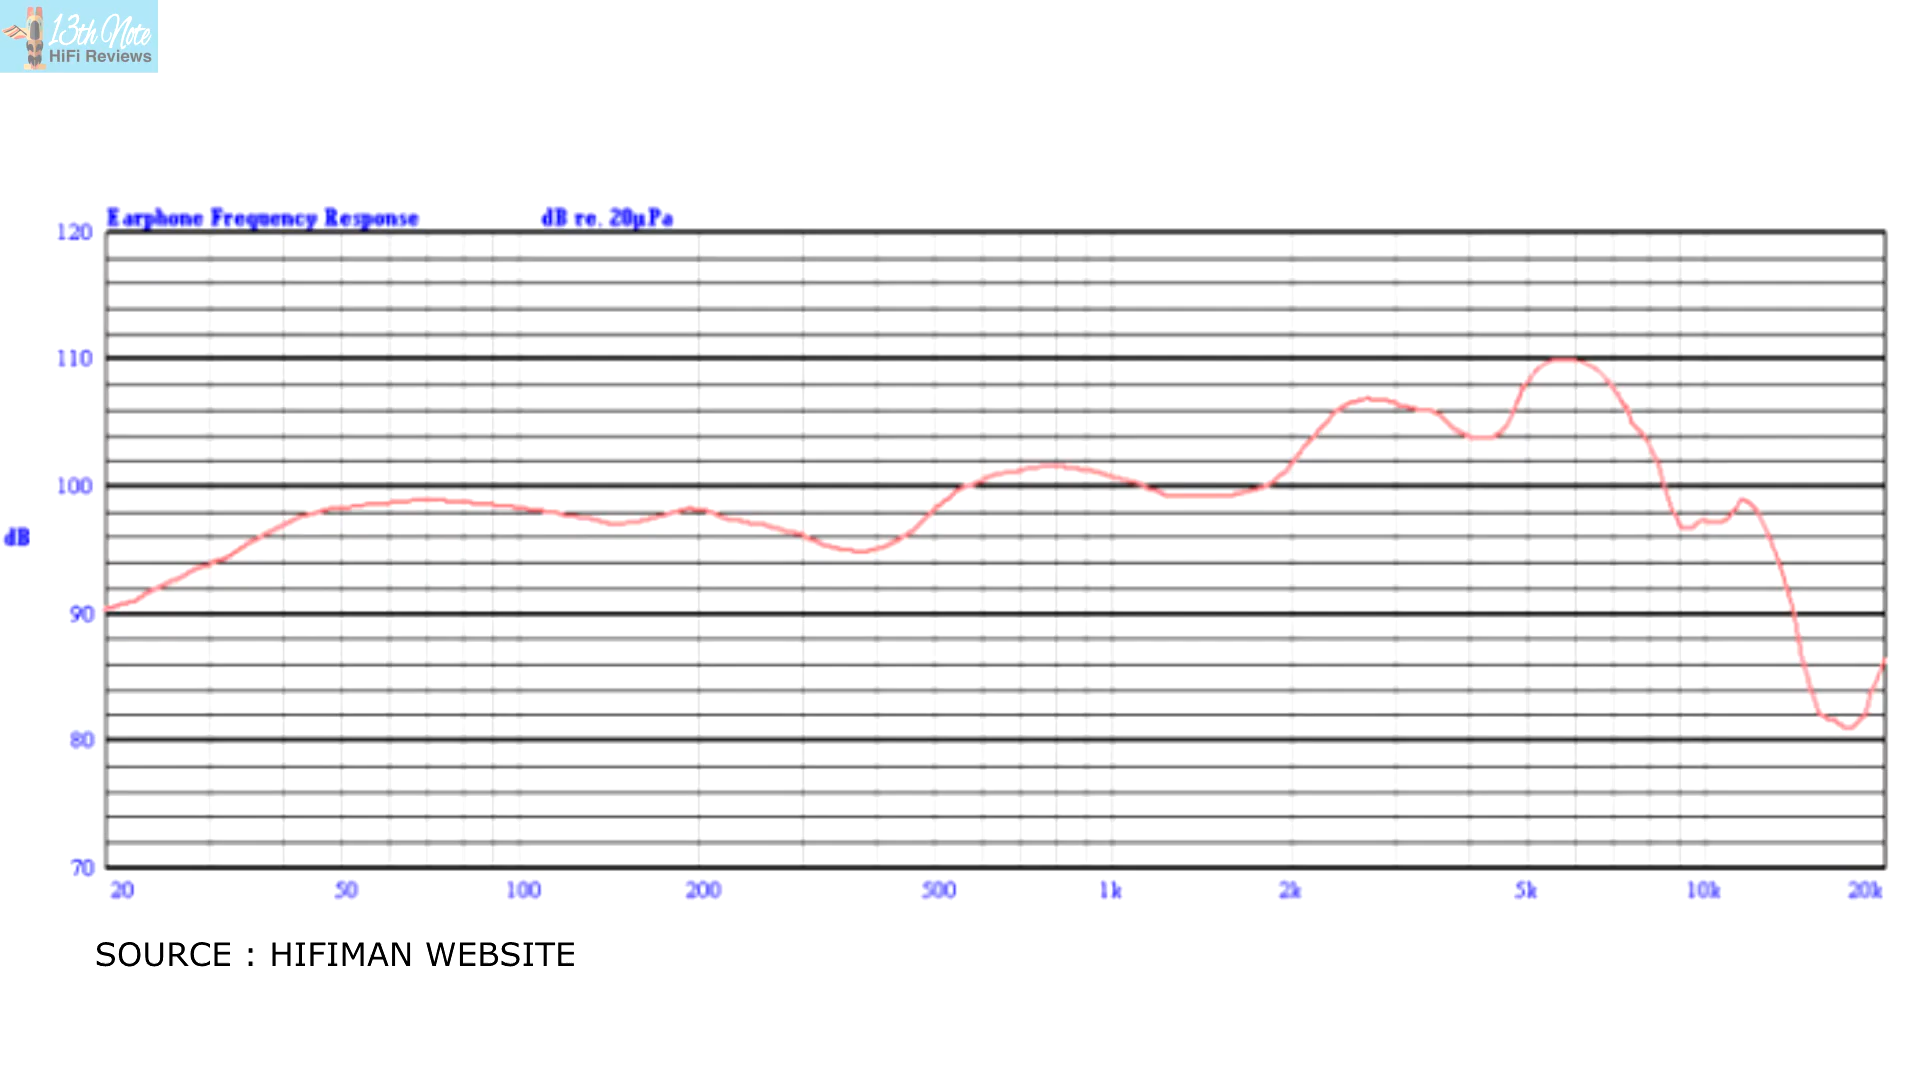 13th Note
HiFi Reviews
Earphone Frequency Response dB re. 20µPa
120
110
100
dB
90
80
70
20 50 100 200 500 1k 2k 5k 10k 20k
SOURCE : HIFIMAN WEBSITE